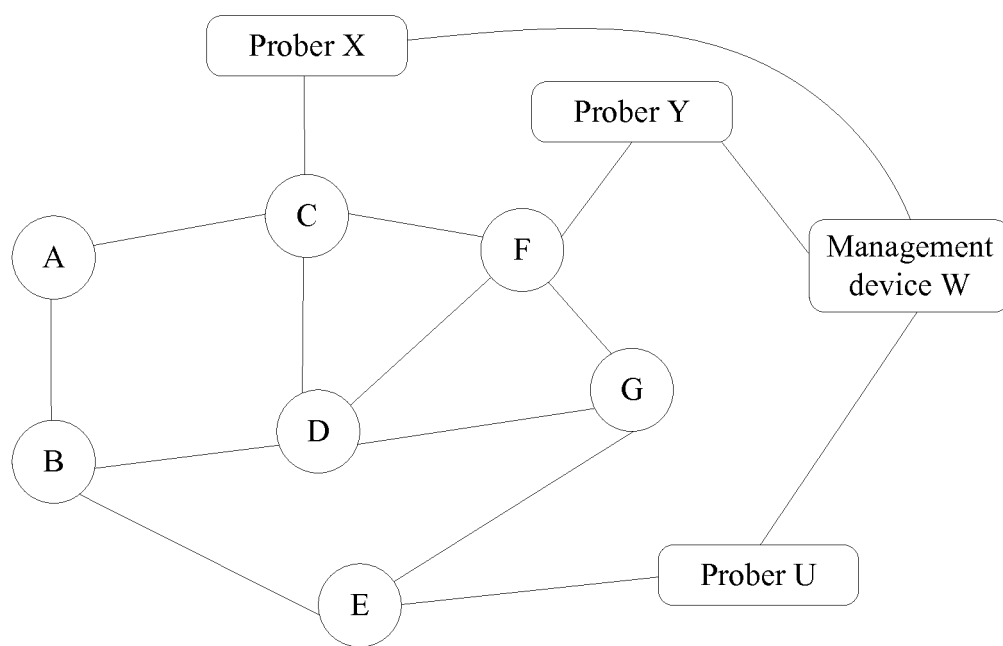 Prober X
Prober Y
C
A
F
Management
device W
G
D
B
Prober U
E